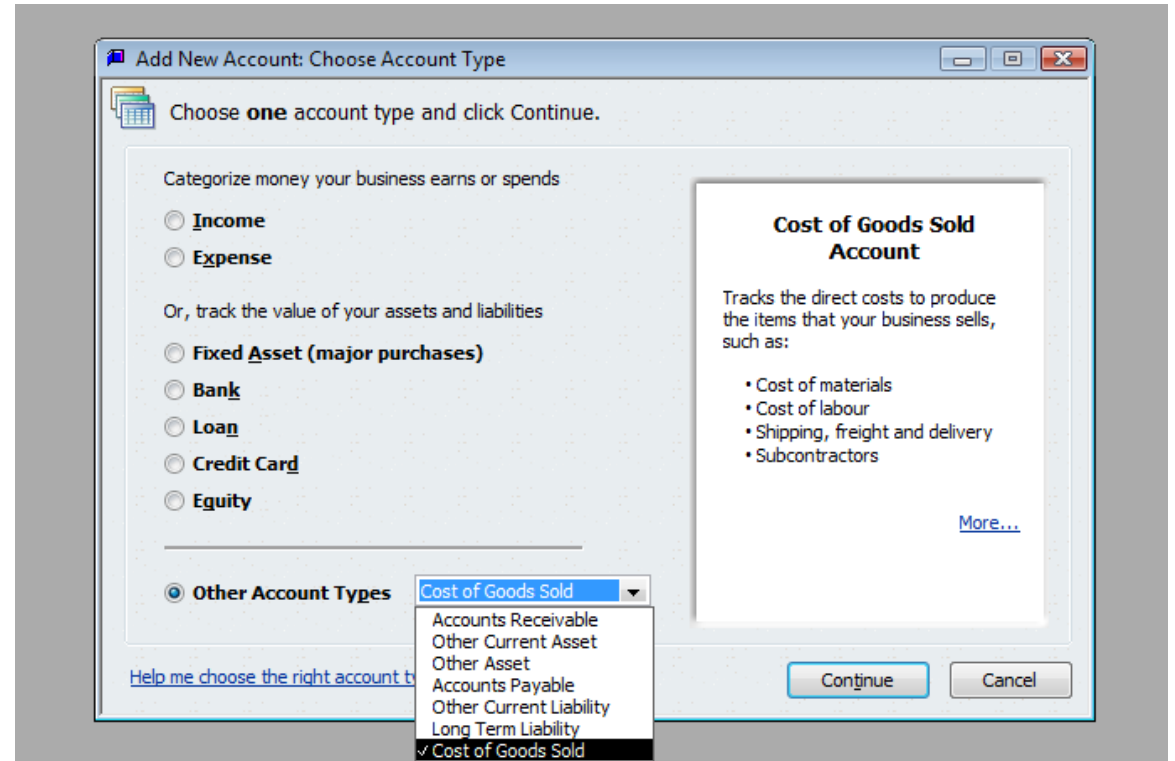 Add New Account: Choose Account Type
Choose one account type and click Continue.
Categorize money your business earns or spends
Income
Expense
Or, track the value of your assets and liabilities
Fixed Asset (major purchases)
Bank
Loan
Credit Card
Equity
Other Account Types
Cost of Goods Sold
Accounts Receivable
Other Current Asset
Other Asset
Accounts Payable
Other Current Liability
Long Term Liability
Cost of Goods Sold
Cost of Goods Sold
Account
Tracks the direct costs to produce
the items that your business sells,
such as:
• Cost of materials
• Cost of labour
• Shipping, freight and delivery
• Subcontractors
More...
Help me choose the right account
Continue
Cancel